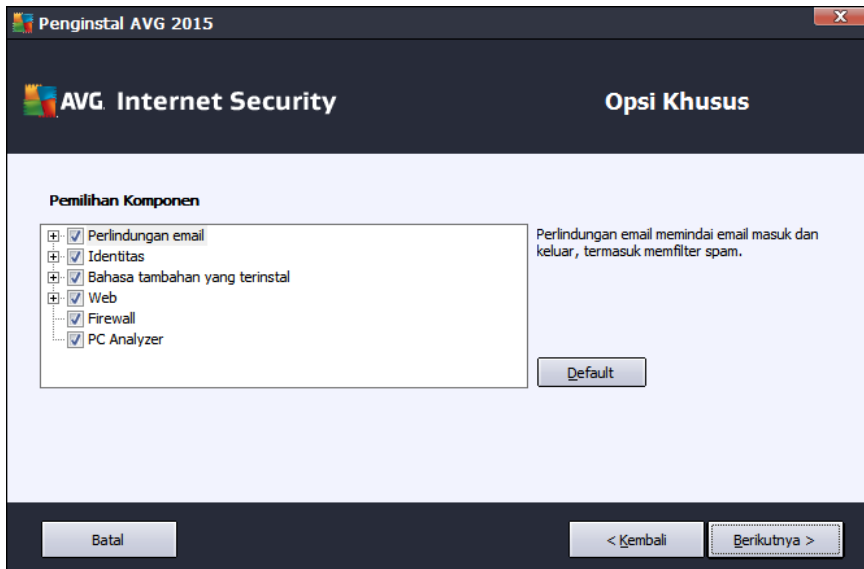 Penginstal AVG 2015
AVG Internet Security
Opsi Khusus
Pemilihan Komponen
Perlindungan email
Identitas
Bahasa tambahan yang terinstal
Web
Firewall
PC Analyzer
Perlindungan email memindai email masuk dan
keluar, termasuk memfilter spam.
Default
Batal
< Kembali
Berikutnya >